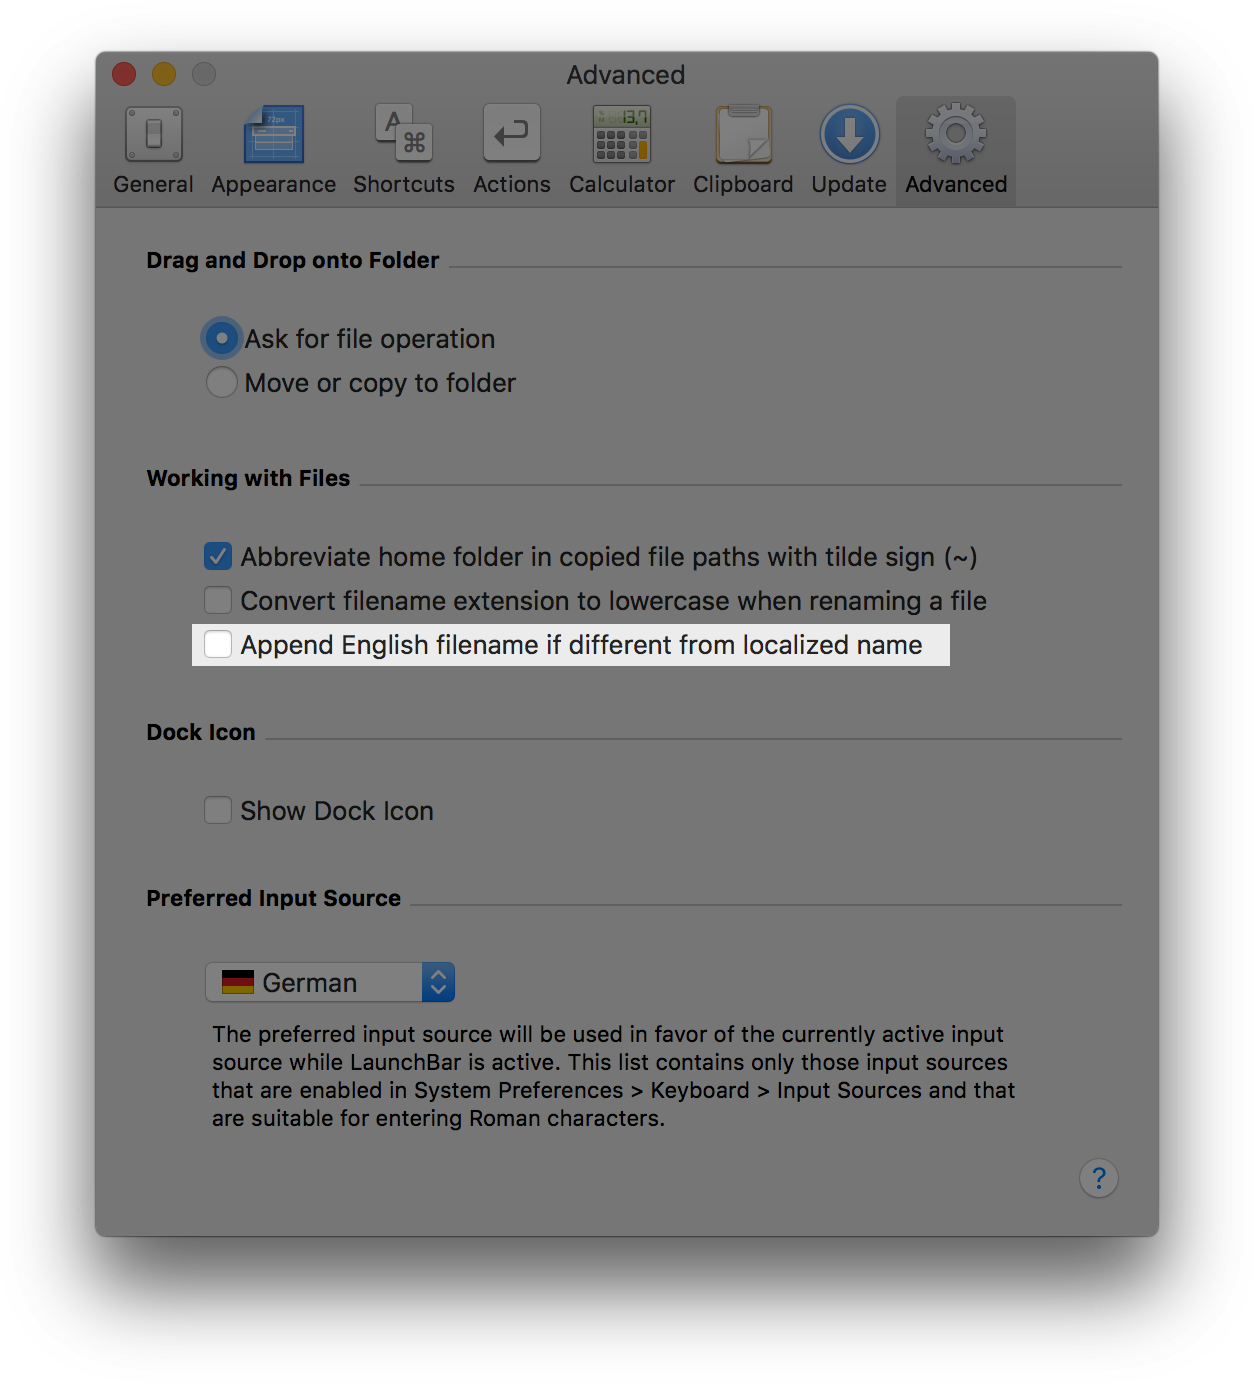 Advanced
72px
A
⌘
13.7
General Appearance Shortcuts Actions Calculator Clipboard Update Advanced
Drag and Drop onto Folder
Ask for file operation
Move or copy to folder
Working with Files
Abbreviate home folder in copied file paths with tilde sign (~)
Convert filename extension to lowercase when renaming a file
Append English filename if different from localized name
Dock Icon
Show Dock Icon
Preferred Input Source
German
The preferred input source will be used in favor of the currently active input
source while LaunchBar is active. This list contains only those input sources
that are enabled in System Preferences > Keyboard > Input Sources and that
are suitable for entering Roman characters.
?